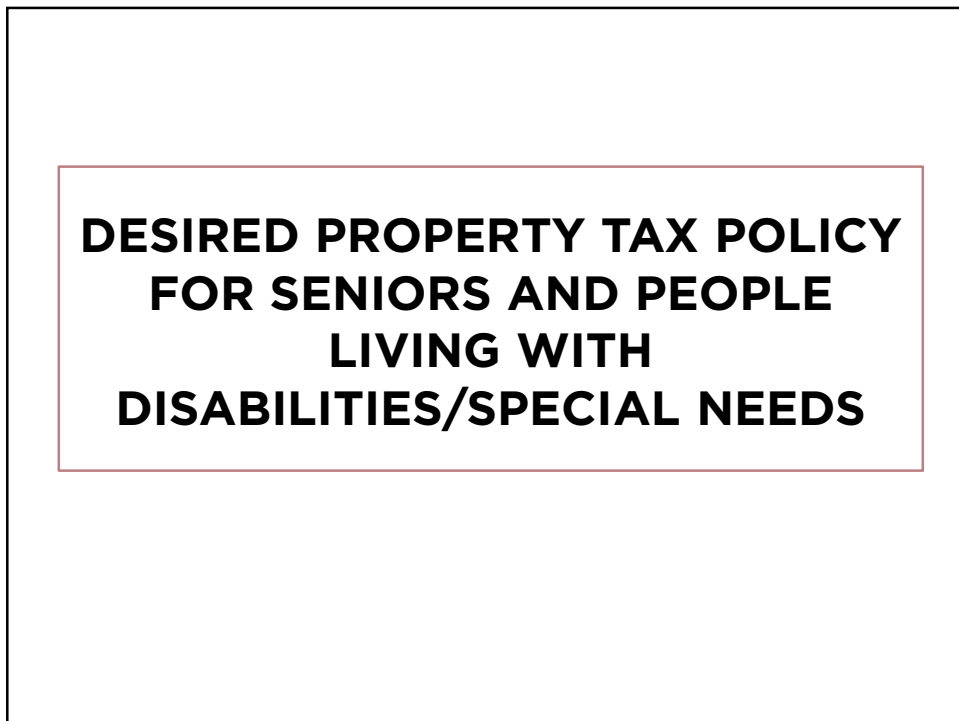 DESIRED PROPERTY TAX POLICY
FOR SENIORS AND PEOPLE
LIVING WITH
DISABILITIES/SPECIAL NEEDS